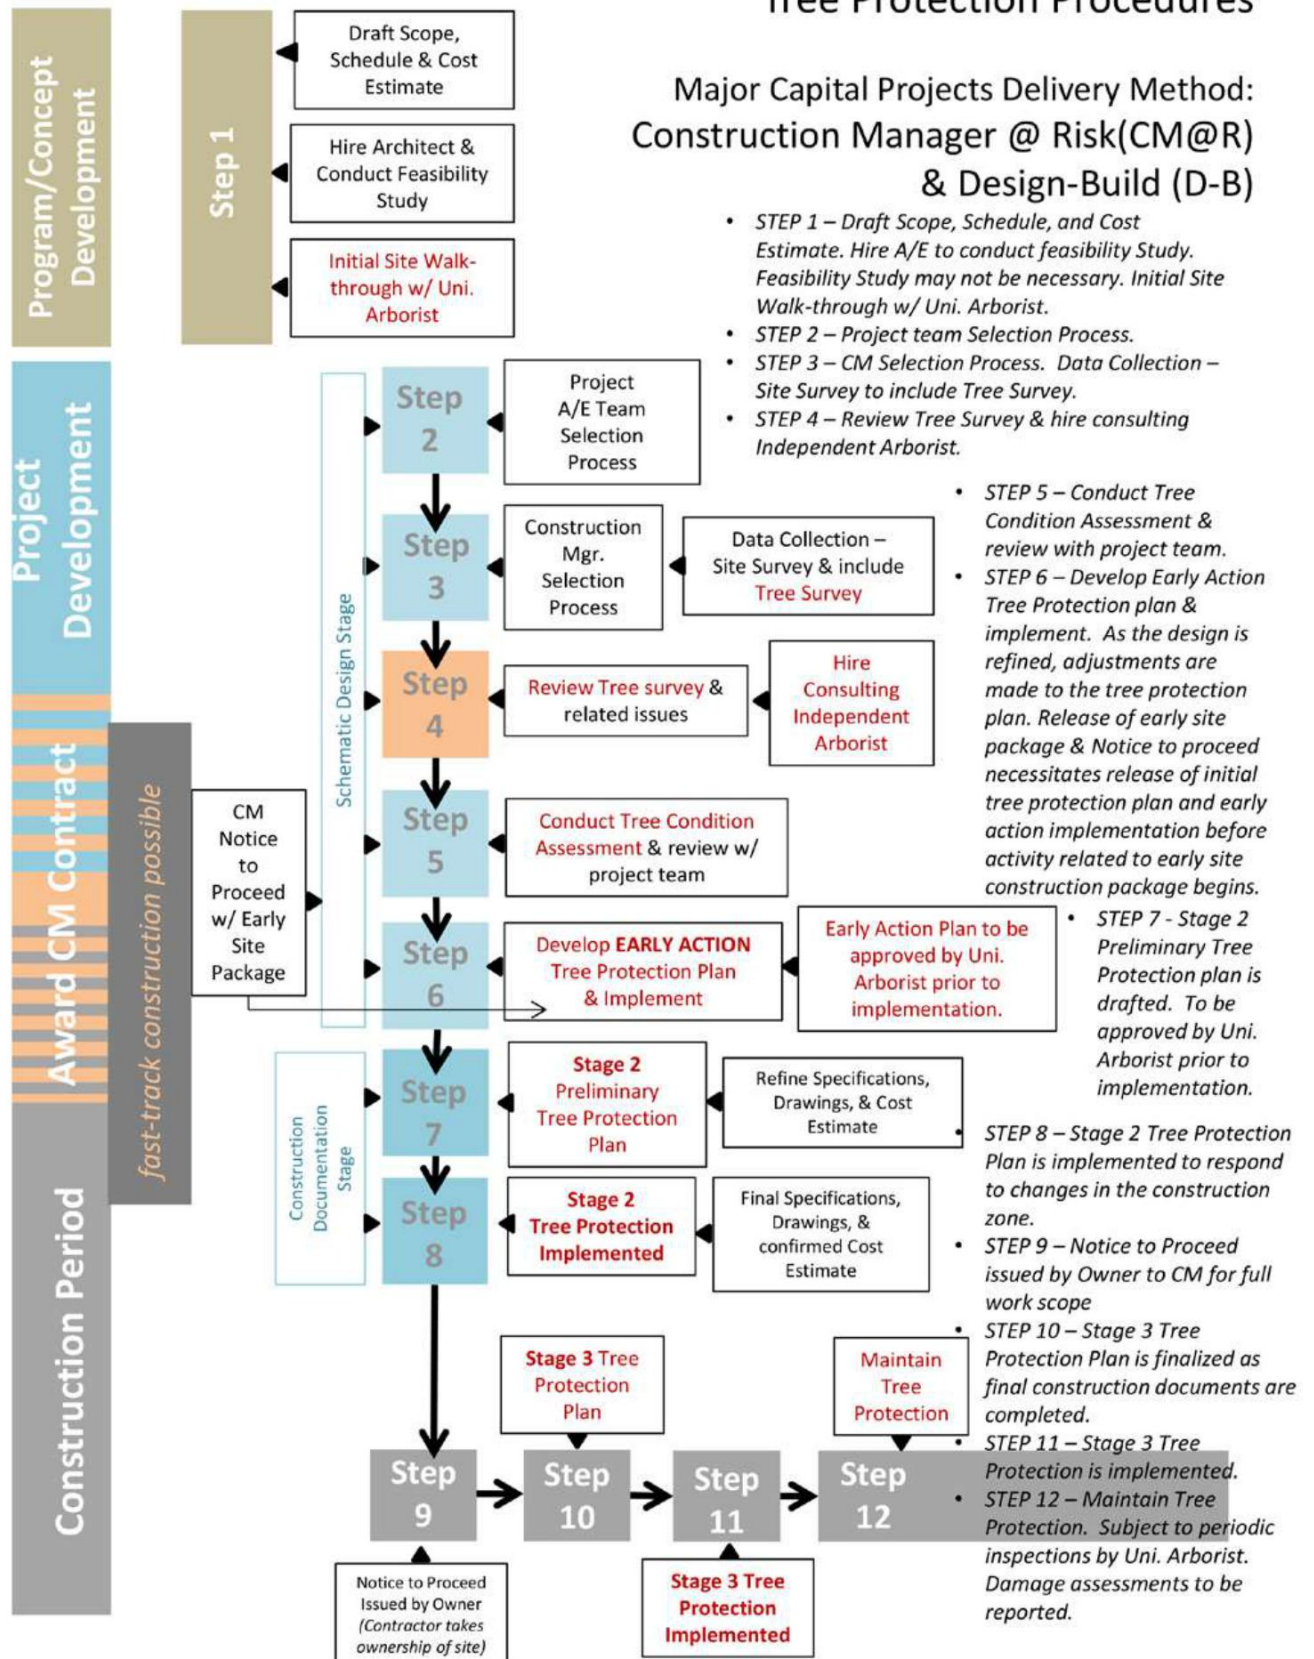 Tree Protection Procedures
Major Capital Projects Delivery Method:
Construction Manager @ Risk(CM@R)
& Design-Build (D-B)
Program/Concept
Development
Step 1
Draft Scope,
Schedule & Cost
Estimate
Hire Architect &
Conduct Feasibility
Study
Initial Site Walk-
through w/ Uni.
Arborist
• STEP 1 – Draft Scope, Schedule, and Cost
Estimate. Hire A/E to conduct feasibility Study.
Feasibility Study may not be necessary. Initial Site
Walk-through w/ Uni. Arborist.
• STEP 2 – Project team Selection Process.
• STEP 3 – CM Selection Process. Data Collection –
Site Survey to include Tree Survey.
• STEP 4 – Review Tree Survey & hire consulting
Independent Arborist.
Project
Development
Schematic Design Stage
Step
2
Project
A/E Team
Selection
Process
Step
3
Construction
Mgr.
Selection
Process
Data Collection –
Site Survey & include
Tree Survey
Step
4
Review Tree survey &
related issues
Hire
Consulting
Independent
Arborist
Award CM Contract
fast-track construction possible
CM
Notice
to
Proceed
w/ Early
Site
Package
Step
5
Conduct Tree Condition
Assessment & review w/
project team
Step
6
Develop EARLY ACTION
Tree Protection Plan
& Implement
Early Action Plan to be
approved by Uni.
Arborist prior to
implementation.
• STEP 5 – Conduct Tree
Condition Assessment &
review with project team.
• STEP 6 – Develop Early Action
Tree Protection plan &
implement. As the design is
refined, adjustments are
made to the tree protection
plan. Release of early site
package & Notice to proceed
necessitates release of initial
tree protection plan and early
action implementation before
activity related to early site
construction package begins.
• STEP 7 - Stage 2
Preliminary Tree
Protection plan is
drafted. To be
approved by Uni.
Arborist prior to
implementation.
Construction
Documentation
Stage
Step
7
Stage 2
Preliminary
Tree Protection
Plan
Refine Specifications,
Drawings, & Cost
Estimate
Step
8
Stage 2
Tree Protection
Implemented
Final Specifications,
Drawings, &
confirmed Cost
Estimate
• STEP 8 – Stage 2 Tree Protection
Plan is implemented to respond
to changes in the construction
zone.
• STEP 9 – Notice to Proceed
issued by Owner to CM for full
work scope
• STEP 10 – Stage 3 Tree
Protection Plan is finalized as
final construction documents are
completed.
• STEP 11 – Stage 3 Tree
Protection is implemented.
• STEP 12 – Maintain Tree
Protection. Subject to periodic
inspections by Uni. Arborist.
Damage assessments to be
reported.
Construction Period
Stage 3 Tree
Protection
Plan
Maintain
Tree
Protection
Step
9
Step
10
Step
11
Step
12
Notice to Proceed
Issued by Owner
(Contractor takes
ownership of site)
Stage 3 Tree
Protection
Implemented